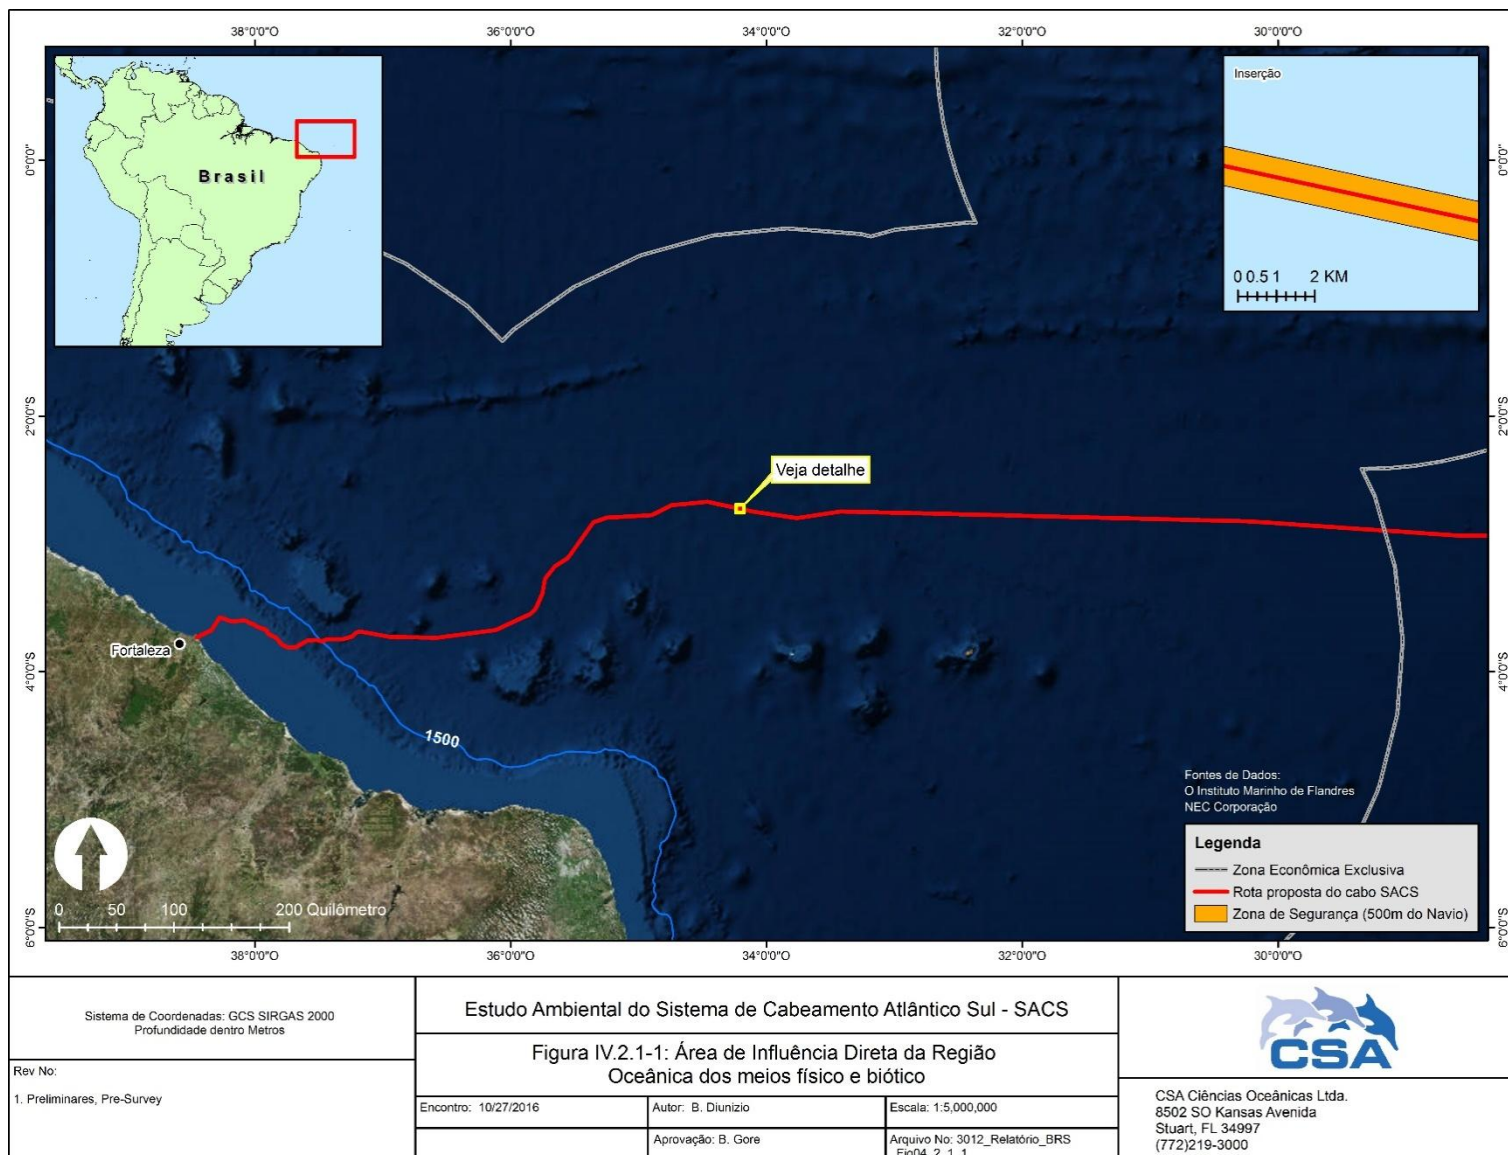 38°0'0"O
36°0'0"O
34°0'0"O
32°0'0"O
30°0'0"O
Brasil
Inserção
0 0.5 1 2 KM
0°0'0"
0°0'0"
2°0'0"S
2°0'0"S
Veja detalhe
Fortaleza
4°0'0"S
4°0'0"S
1500
Fontes de Dados:
O Instituto Marinho de Flandres
NEC Corporação
Legenda
Zona Econômica Exclusiva
Rota proposta do cabo SACS
Zona de Segurança (500m do Navio)
0 50 100 200 Quilômetro
6°0'0"S
6°0'0"S
38°0'0"O
36°0'0"O
34°0'0"O
32°0'0"O
30°0'0"O
Sistema de Coordenadas: GCS SIRGAS 2000
Profundidade dentro Metros
Rev No:
1. Preliminares, Pre-Survey
Estudo Ambiental do Sistema de Cabeamento Atlântico Sul - SACS
Figura IV.2.1-1: Área de Influência Direta da Região
Oceânica dos meios físico e biótico
Encontro: 10/27/2016
Autor: B. Diunizio
Escala: 1:5,000,000
Aprovação: B. Gore
Arquivo No: 3012_Relatório_BRS
_Fig04_2_1_1
CSA
CSA Ciências Oceânicas Ltda.
8502 SO Kansas Avenida
Stuart, FL 34997
(772)219-3000